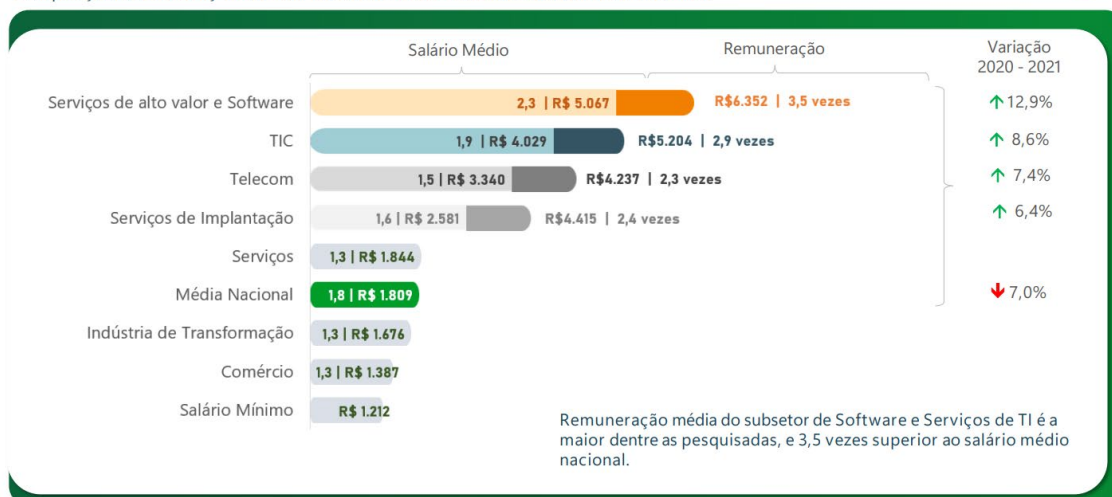 Salário Médio
Remuneração
Variação
2020 - 2021
Serviços de alto valor e Software
2,3 | R$ 5.067
R$6.352 | 3,5 vezes
12,9%
TIC
1,9 | R$ 4.029
R$5.204 | 2,9 vezes
8,6%
Telecom
1,5 | R$ 3.340
R$4.237 | 2,3 vezes
7,4%
Serviços de Implantação
1,6 | R$ 2.581
R$4.415 | 2,4 vezes
6,4%
Serviços
1,3 | R$ 1.844
Média Nacional
1,8 | R$ 1.809
7,0%
Indústria de Transformação
1,3 | R$ 1.676
Comércio
1,3 | R$ 1.387
Salário Mínimo
R$ 1.212
Remuneração média do subsetor de Software e Serviços de TI é a
maior dentre as pesquisadas, e 3,5 vezes superior ao salário médio
nacional.